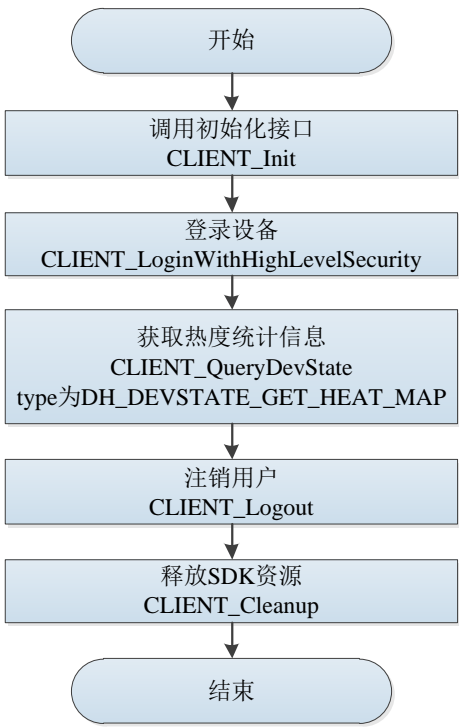 开始
调用初始化接口
CLIENT_Init
登录设备
CLIENT_LoginWithHighLevelSecurity
获取热度统计信息
CLIENT_QueryDevState
type为DH_DEVSTATE_GET_HEAT_MAP
注销用户
CLIENT_Logout
释放SDK资源
CLIENT_Cleanup
结束